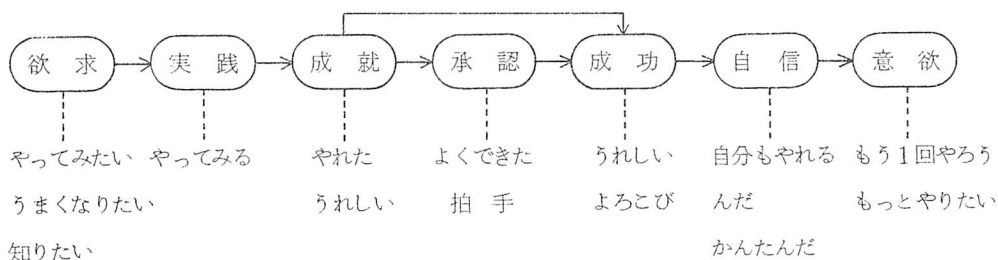 欲求 実践 成就 承認 成功 自信 意欲
やってみたい やってみる やれた よくできた うれしい 自分もやれる もう1回やろう
うまくなりたい うれしい 拍手 よろこび んだ もっとやりたい
知りたい かんたんだ